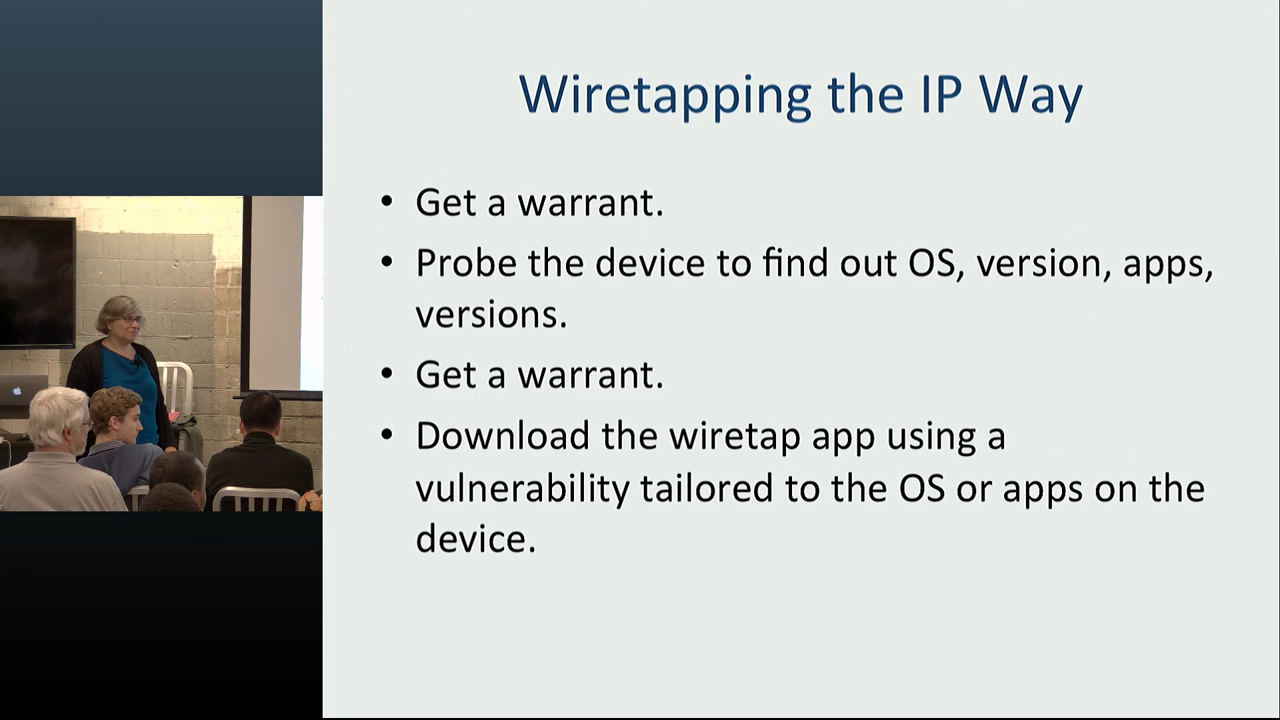 Wiretapping the IP Way
• Get a warrant.
• Probe the device to find out OS, version, apps,
versions.
• Get a warrant.
• Download the wiretap app using a
vulnerability tailored to the OS or apps on the
device.